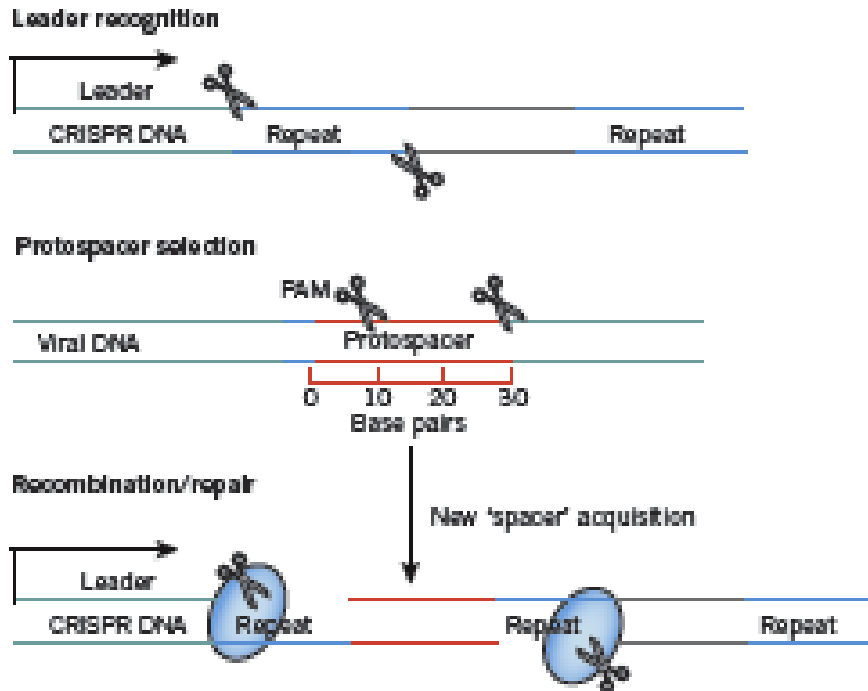 Leader recognition
Leader
CRISPR DNA Repeat Repeat
Protospacer selection
PAM
Viral DNA Protospacer
0 10 20 30
Base pairs
Recombination/repair
New 'spacer' acquisition
Leader
CRISPR DNA Repeat Repeat Repeat